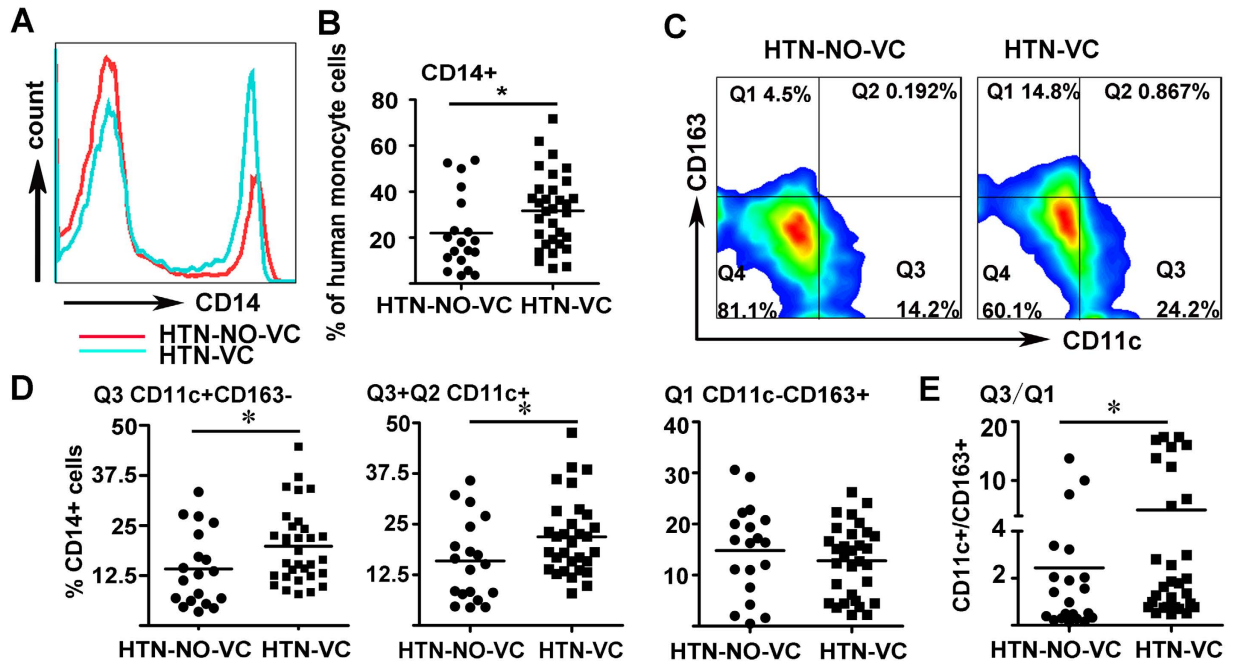 A
count
CD14
HTN-NO-VC
HTN-VC
B
CD14+
*
% of human monocyte cells
80
60
40
20
HTN-NO-VC HTN-VC
C
HTN-NO-VC HTN-VC
CD163
Q1 4.5% Q2 0.192%
Q4 Q3
81.1% 14.2%
Q1 14.8% Q2 0.867%
Q4 Q3
60.1% 24.2%
CD11c
D
Q3 CD11c+CD163-
*
% CD14+ cells
50
37.5
25
12.5
HTN-NO-VC HTN-VC
Q3+Q2 CD11c+
*
50
37.5
25
12.5
HTN-NO-VC HTN-VC
Q1 CD11c-CD163+
40
30
20
10
HTN-NO-VC HTN-VC
E
Q3/Q1
*
CD11c+/CD163+
20
10
4
2
HTN-NO-VC HTN-VC